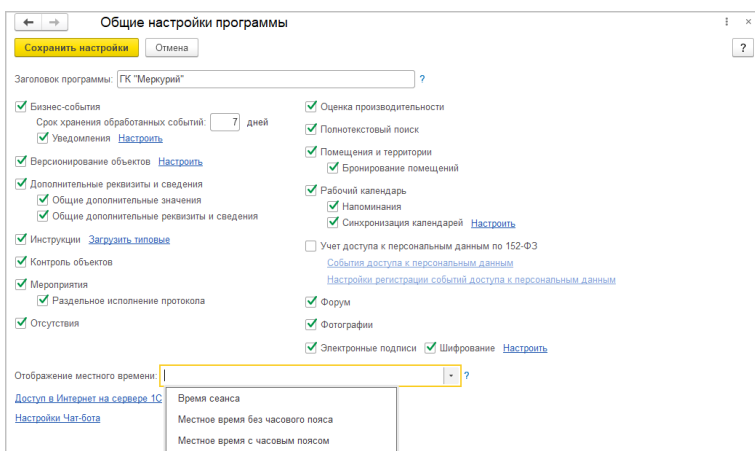 Общие настройки программы
Сохранить настройки Отмена ?
Заголовок программы: ГК "Меркурий" ?
Бизнес-события
Срок хранения обработанных событий: 7 дней
Уведомления Настроить
Версионирование объектов Настроить
Дополнительные реквизиты и сведения
Общие дополнительные значения
Общие дополнительные реквизиты и сведения
Инструкции Загрузить типовые
Контроль объектов
Мероприятия
Раздельное исполнение протокола
Отсутствия
Оценка производительности
Полнотекстовый поиск
Помещения и территории
Бронирование помещений
Рабочий календарь
Напоминания
Синхронизация календарей Настроить
Учет доступа к персональным данным по 152-ФЗ
События доступа к персональным данным
Настройки регистрации событий доступа к персональным данным
Форум
Фотографии
Электронные подписи Шифрование Настроить
Отображение местного времени: ?
Доступ в Интернет на сервере 1С
Настройки Чат-бота
Время сеанса
Местное время без часового пояса
Местное время с часовым поясом